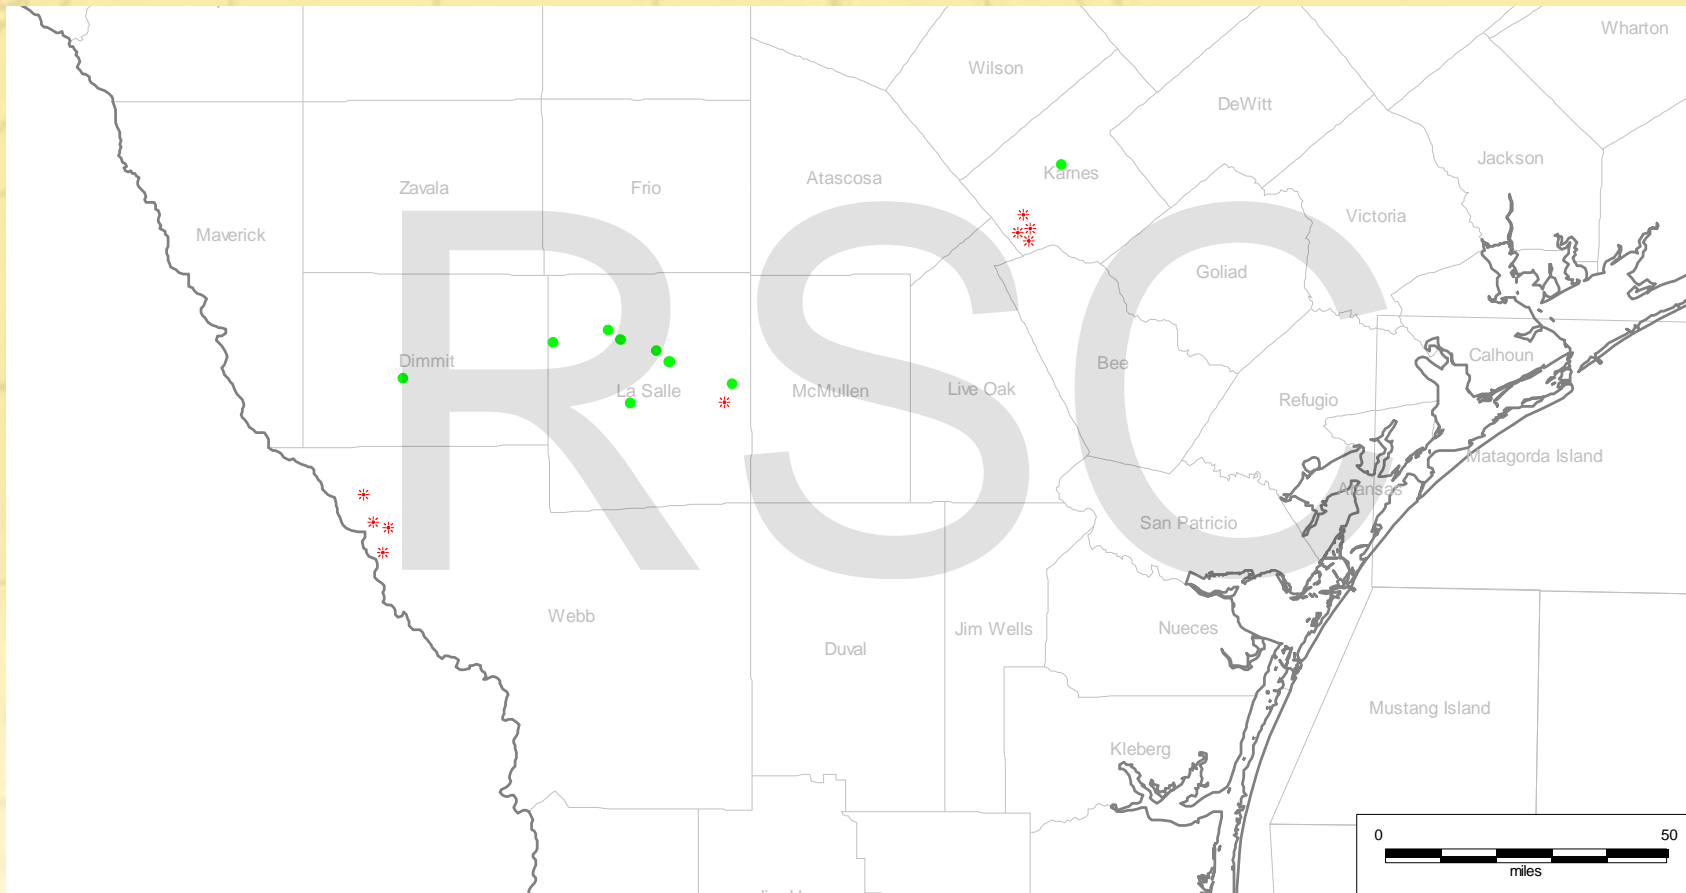 Wharton
Wilson
DeWitt
Jackson
Karnes
Atascosa
Zavala
Frio
Victoria
Maverick
Goliad
RSC
Calhoun
Dimmit
Bee
La Salle
McMullen
Live Oak
Refugio
Matagorda Island
Aransas
San Patricio
Webb
Nueces
Jim Wells
Duval
Mustang Island
Kleberg
0 50
miles